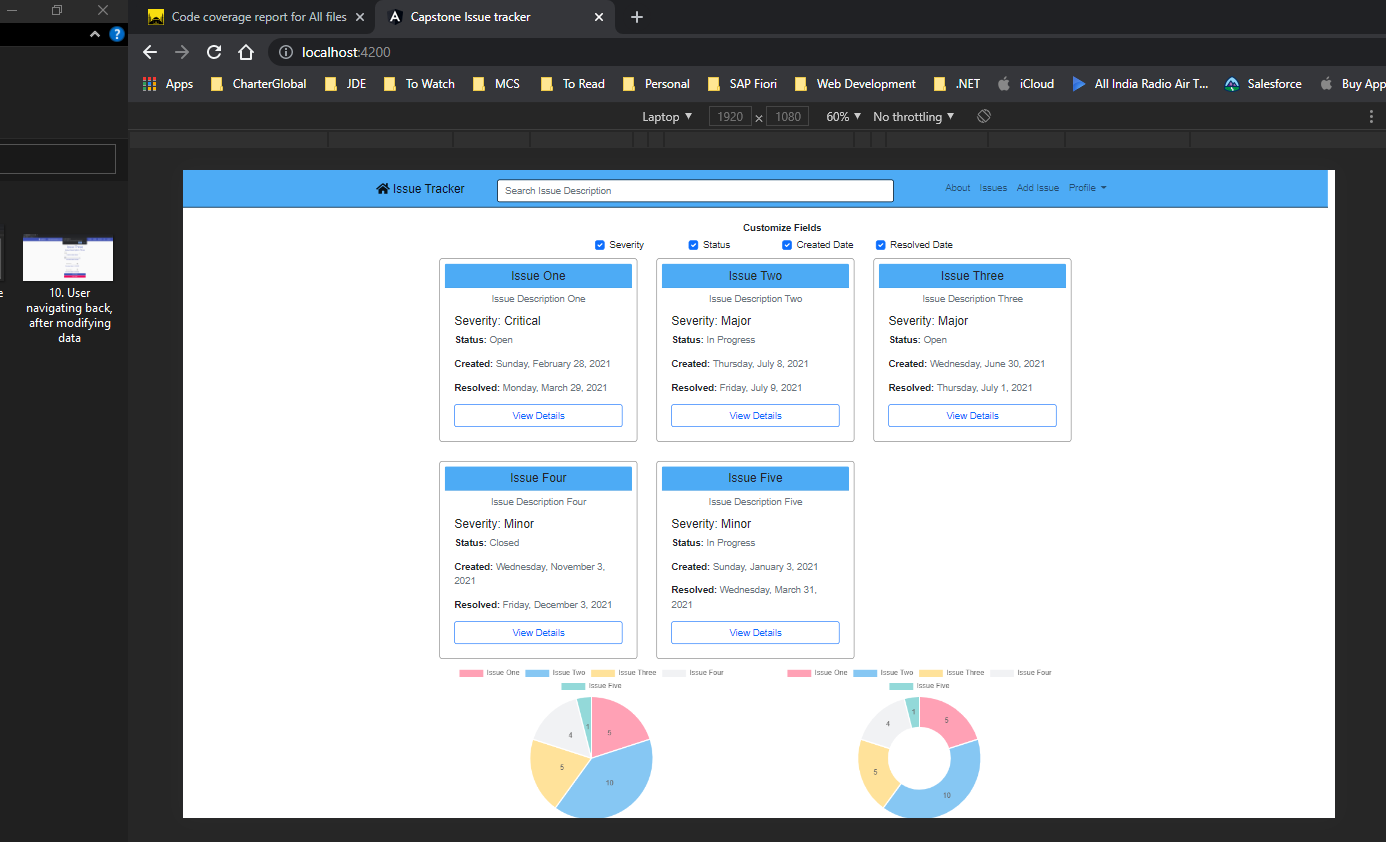 Code coverage report for All files
Capstone Issue tracker
localhost:4200
Apps CharterGlobal JDE To Watch MCS To Read Personal SAP Fiori Web Development .NET iCloud All India Radio Air T... Salesforce Buy App
Laptop ▼ 1920 × 1080 60% ▼ No throttling ▼
10. User
navigating back,
after modifying
data
Issue Tracker Search Issue Description About Issues Add Issue Profile
Customize Fields
Severity Status Created Date Resolved Date
Issue One
Issue Description One
Severity: Critical
Status: Open
Created: Sunday, February 28, 2021
Resolved: Monday, March 29, 2021
View Details
Issue Two
Issue Description Two
Severity: Major
Status: In Progress
Created: Thursday, July 8, 2021
Resolved: Friday, July 9, 2021
View Details
Issue Three
Issue Description Three
Severity: Major
Status: Open
Created: Wednesday, June 30, 2021
Resolved: Thursday, July 1, 2021
View Details
Issue Four
Issue Description Four
Severity: Minor
Status: Closed
Created: Wednesday, November 3,
2021
Resolved: Friday, December 3, 2021
View Details
Issue Five
Issue Description Five
Severity: Minor
Status: In Progress
Created: Sunday, January 3, 2021
Resolved: Wednesday, March 31,
2021
View Details
Issue One Issue Two Issue Three Issue Four
Issue Five
1
4
5
5
10
Issue One Issue Two Issue Three Issue Four
Issue Five
1
4
5
5
10